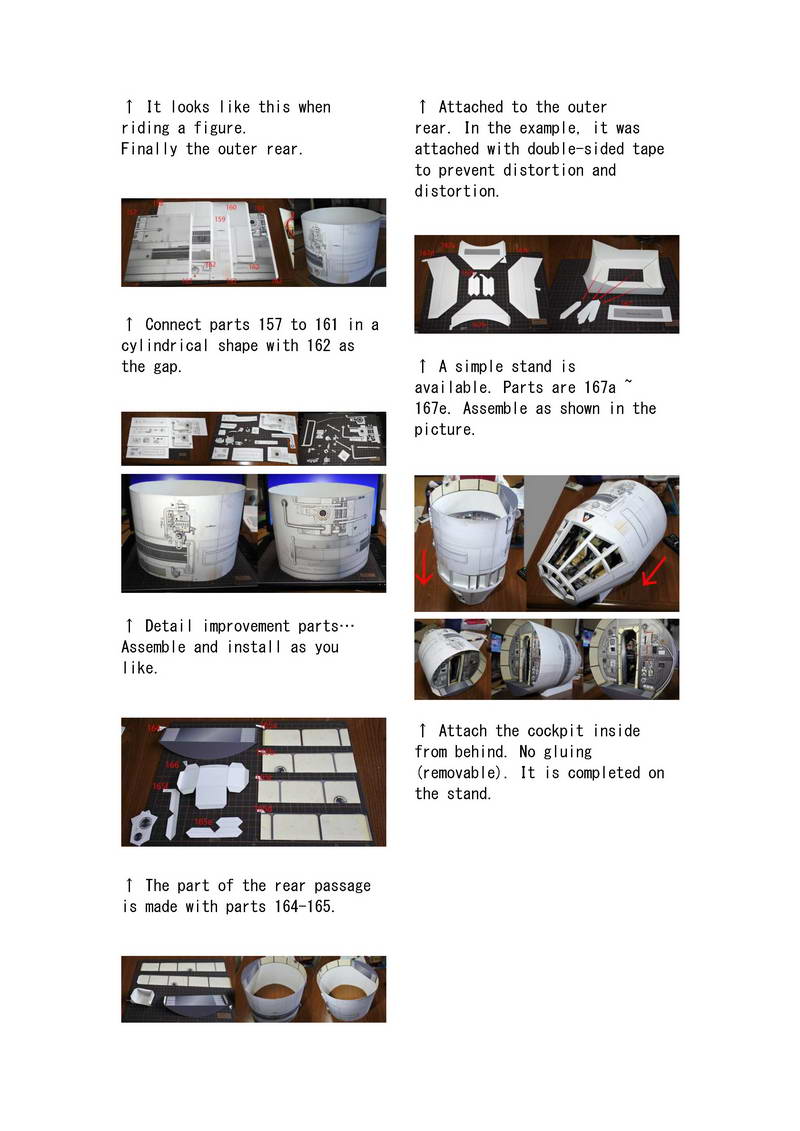 ↑ It looks like this when
riding a figure.
Finally the outer rear.
157
160
159
162
162
↑ Connect parts 157 to 161 in a
cylindrical shape with 162 as
the gap.
↑ Detail improvement parts…
Assemble and install as you
like.
166
165e
↑ The part of the rear passage
is made with parts 164-165.
↑ Attached to the outer
rear. In the example, it was
attached with double-sided tape
to prevent distortion and
distortion.
↑ A simple stand is
available. Parts are 167a ~
167e. Assemble as shown in the
picture.
↑ Attach the cockpit inside
from behind. No gluing
(removable). It is completed on
the stand.